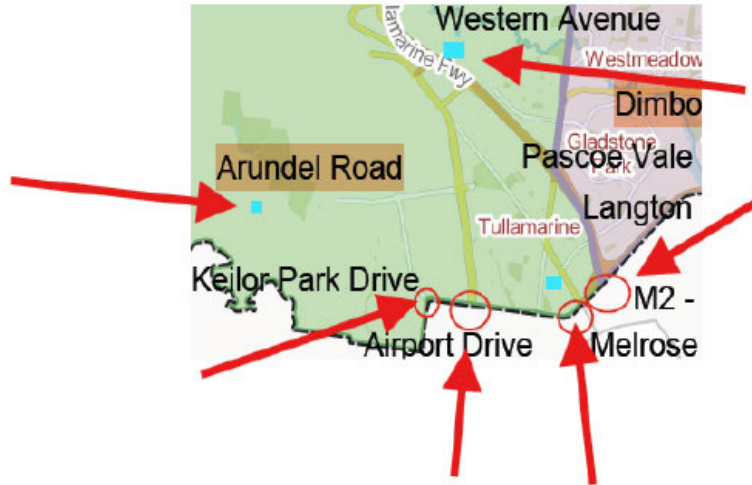 Western Avenue
lamarine Fwy
Westmeadow
Dimbo
Gladstone
Park
Pascoe Vale
Arundel Road
Langton
Tullamarine
Keilor Park Drive
M2 -
Airport Drive
Melrose